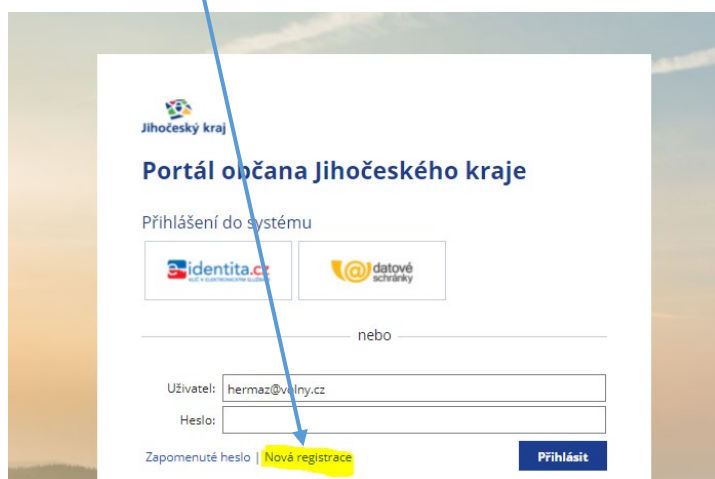 Jihočeský kraj
Portál občana Jihočeského kraje
Přihlášení do systému
e-identita.cz
KLÍČ K ELEKTRONICKÝM SLUŽBÁM
datové
schránky
nebo
Uživatel: hermaz@volny.cz
Heslo:
Zapomenuté heslo | Nová registrace
Přihlásit